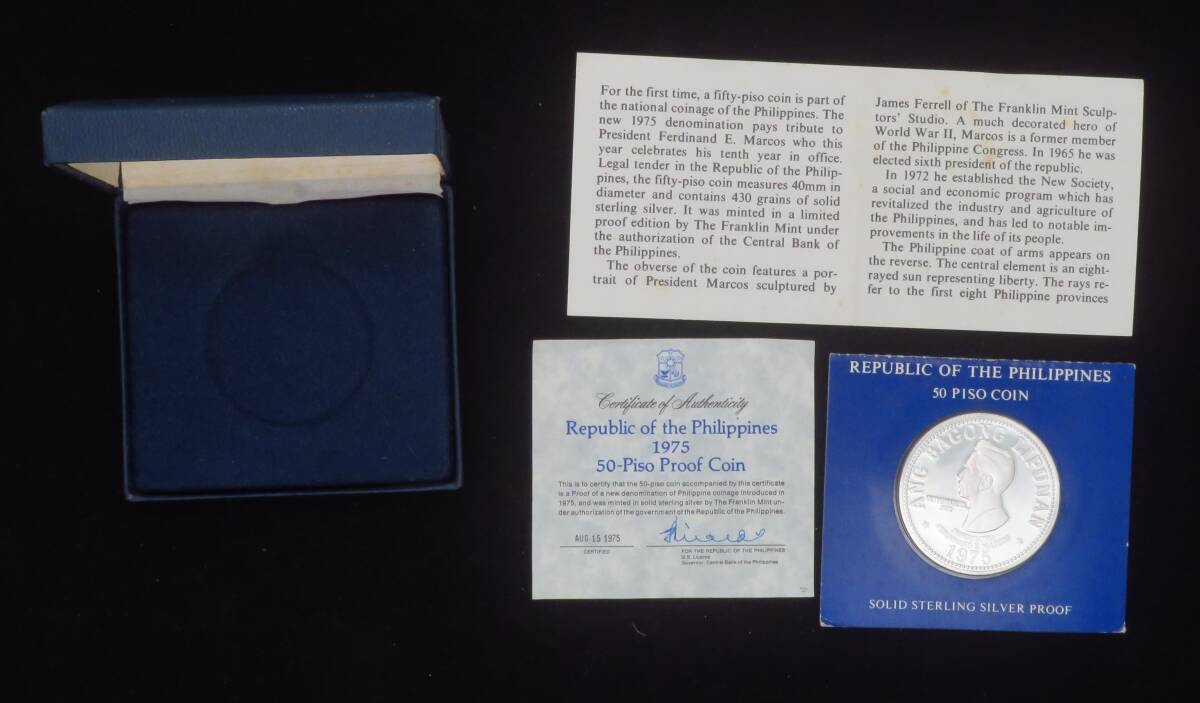 For the first time, a fifty-piso coin is part of
the national coinage of the Philippines. The
new 1975 denomination pays tribute to
President Ferdinand E. Marcos who this
year celebrates his tenth year in office.
Legal tender in the Republic of the Philip-
pines, the fifty-piso coin measures 40mm in
diameter and contains 430 grains of solid
sterling silver. It was minted in a limited
proof edition by The Franklin Mint under
the authorization of the Central Bank of
the Philippines.
The obverse of the coin features a por-
trait of President Marcos sculptured by
James Ferrell of The Franklin Mint Sculp-
tors' Studio. A much decorated hero of
World War II, Marcos is a former member
of the Philippine Congress. In 1965 he was
elected sixth president of the republic.
In 1972 he established the New Society,
a social and economic program which has
revitalized the industry and agriculture of
the Philippines, and has led to notable im-
provements in the life of its people.
The Philippine coat of arms appears on
the reverse. The central element is an eight-
rayed sun representing liberty. The rays re-
fer to the first eight Philippine provinces
Certificate of Authenticity
Republic of the Philippines
1975
50-Piso Proof Coin
This is to certify that the 50-piso coin accompanied by this certificate
is a Proof of a new denomination of Philippine coinage introduced in
1975, and was minted in solid sterling silver by The Franklin Mint un-
der authorization of the government of the Republic of the Philippines.
AUG 15 1975
CERTIFIED
FOR THE REPUBLIC OF THE PHILIPPINES
Governor, Central Bank of the Philippines
REPUBLIC OF THE PHILIPPINES
50 PISO COIN
ANG BAGONG LIPUNAN
1975
SOLID STERLING SILVER PROOF